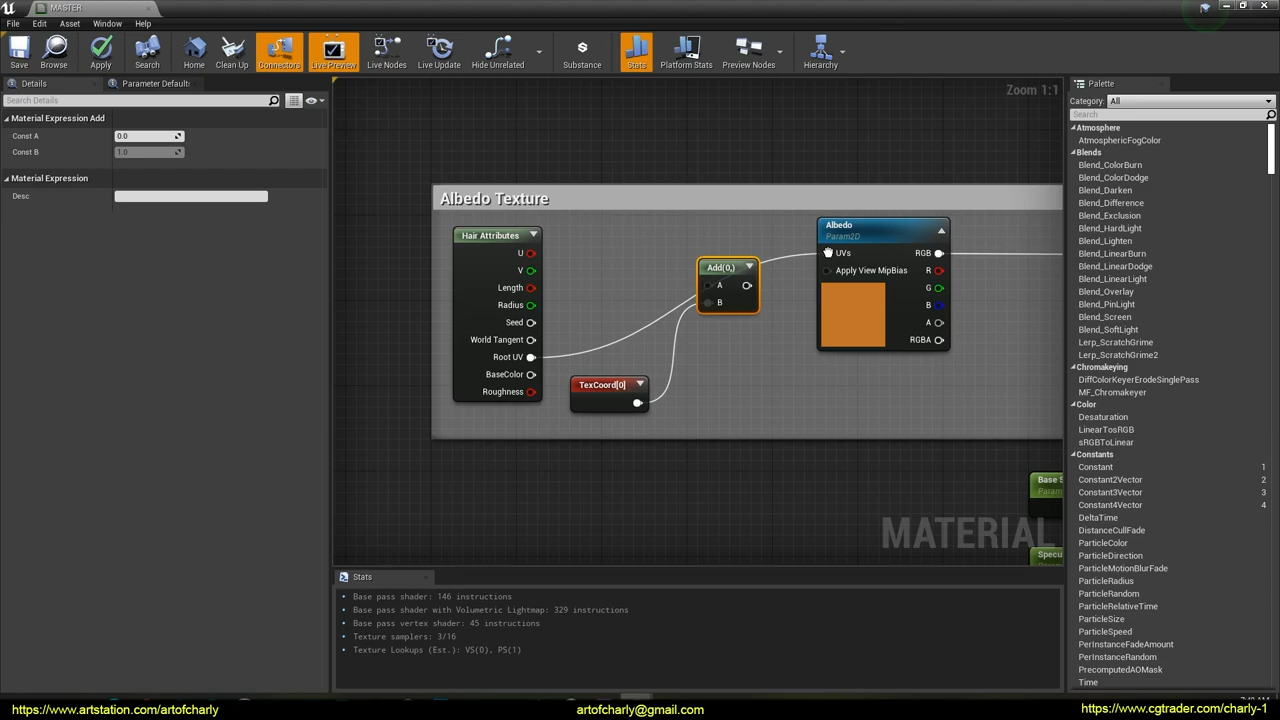 MASTER
File Edit Asset Window Help
Save Browse Apply Search Home Clean Up Connectors Live Preview Live Nodes Live Update Hide Unrelated Substance Stats Platform Stats Preview Nodes Hierarchy
Details Parameter Default:
Search Details
Material Expression Add
Const A 0.0
Const B 1.0
Material Expression
Desc
Zoom 1:1
Albedo Texture
Hair Attributes
U
V
Length
Radius
Seed
World Tangent
Root UV
BaseColor
Roughness
TexCoord[0]
Add(0,)
A
B
Albedo
Param2D
UVs RGB
Apply View MipBias R
G
B
A
RGBA
Base S
Param
Specu
MATERIAL
Stats
Base pass shader: 146 instructions
Base pass shader with Volumetric Lightmap: 329 instructions
Base pass vertex shader: 45 instructions
Texture samplers: 3/16
Texture Lookups (Est.): VS(0), PS(1)
Palette
Category: All
Search
Atmosphere
AtmosphericFogColor
Blends
Blend_ColorBurn
Blend_ColorDodge
Blend_Darken
Blend_Difference
Blend_Exclusion
Blend_HardLight
Blend_Lighten
Blend_LinearBurn
Blend_LinearDodge
Blend_LinearLight
Blend_Overlay
Blend_PinLight
Blend_Screen
Blend_SoftLight
Lerp_ScratchGrime
Lerp_ScratchGrime2
Chromakeying
DiffColorKeyerErodeSinglePass
MF_Chromakeyer
Color
Desaturation
LinearTosRGB
sRGBToLinear
Constants
Constant 1
Constant2Vector 2
Constant3Vector 3
Constant4Vector 4
DeltaTime
DistanceCullFade
ParticleColor
ParticleDirection
ParticleMotionBlurFade
ParticleRadius
ParticleRandom
ParticleRelativeTime
ParticleSize
ParticleSpeed
PerInstanceFadeAmount
PerInstanceRandom
PrecomputedAOMask
Time
https://www.artstation.com/artofcharly artofcharly@gmail.com https://www.cgtrader.com/charly-1